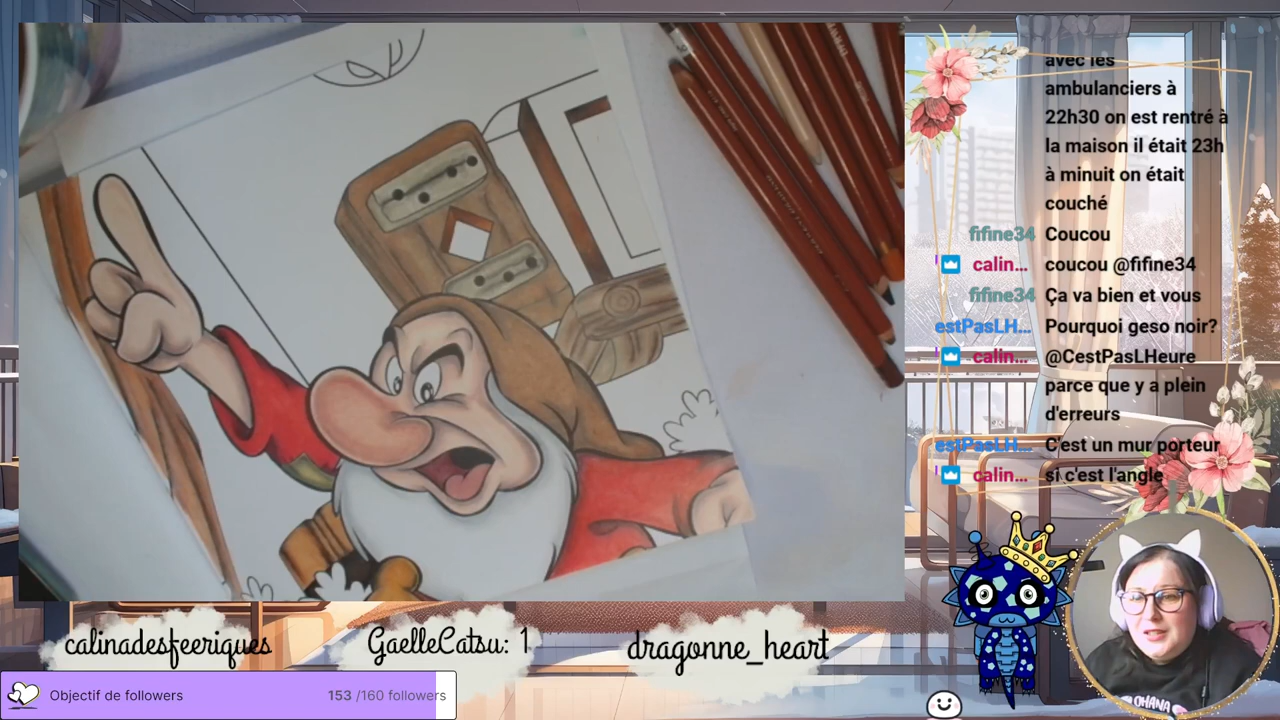 avec les
ambulanciers à
22h30 on est rentré à
la maison il était 23h
à minuit on était
couché
fifine34 Coucou
calin... coucou @fifine34
fifine34 Ça va bien et vous
estPasLH... Pourquoi geso noir?
calin... @CestPasLHeure
parce que y a plein
d'erreurs
estPasLH... C'est un mur porteur
calin... si c'est l'angle
OHANA
calinadesfeeriques
GaelleCatsu: 1
dragonne_heart
Objectif de followers 153 /160 followers